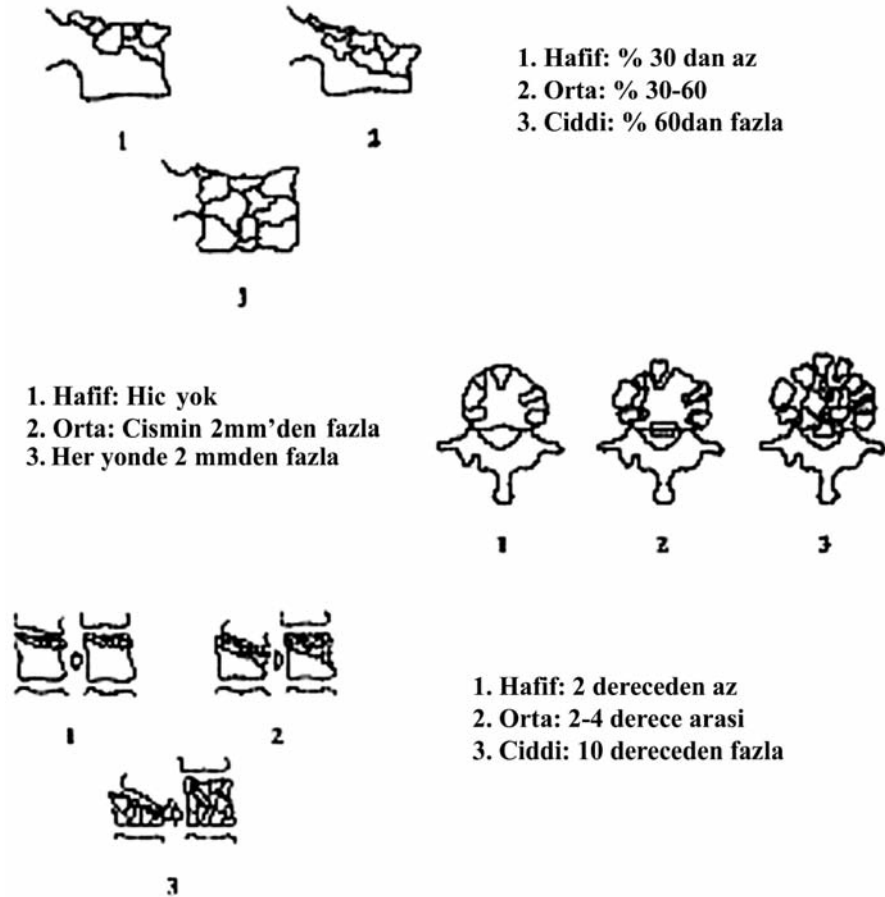 1. Hafif: % 30 dan az
2. Orta: % 30-60
3. Ciddi: % 60dan fazla
1
2
3
1. Hafif: Hic yok
2. Orta: Cismin 2mm'den fazla
3. Her yonde 2 mmden fazla
1
2
3
1. Hafif: 2 dereceden az
2. Orta: 2-4 derece arasi
3. Ciddi: 10 dereceden fazla
1
2
3